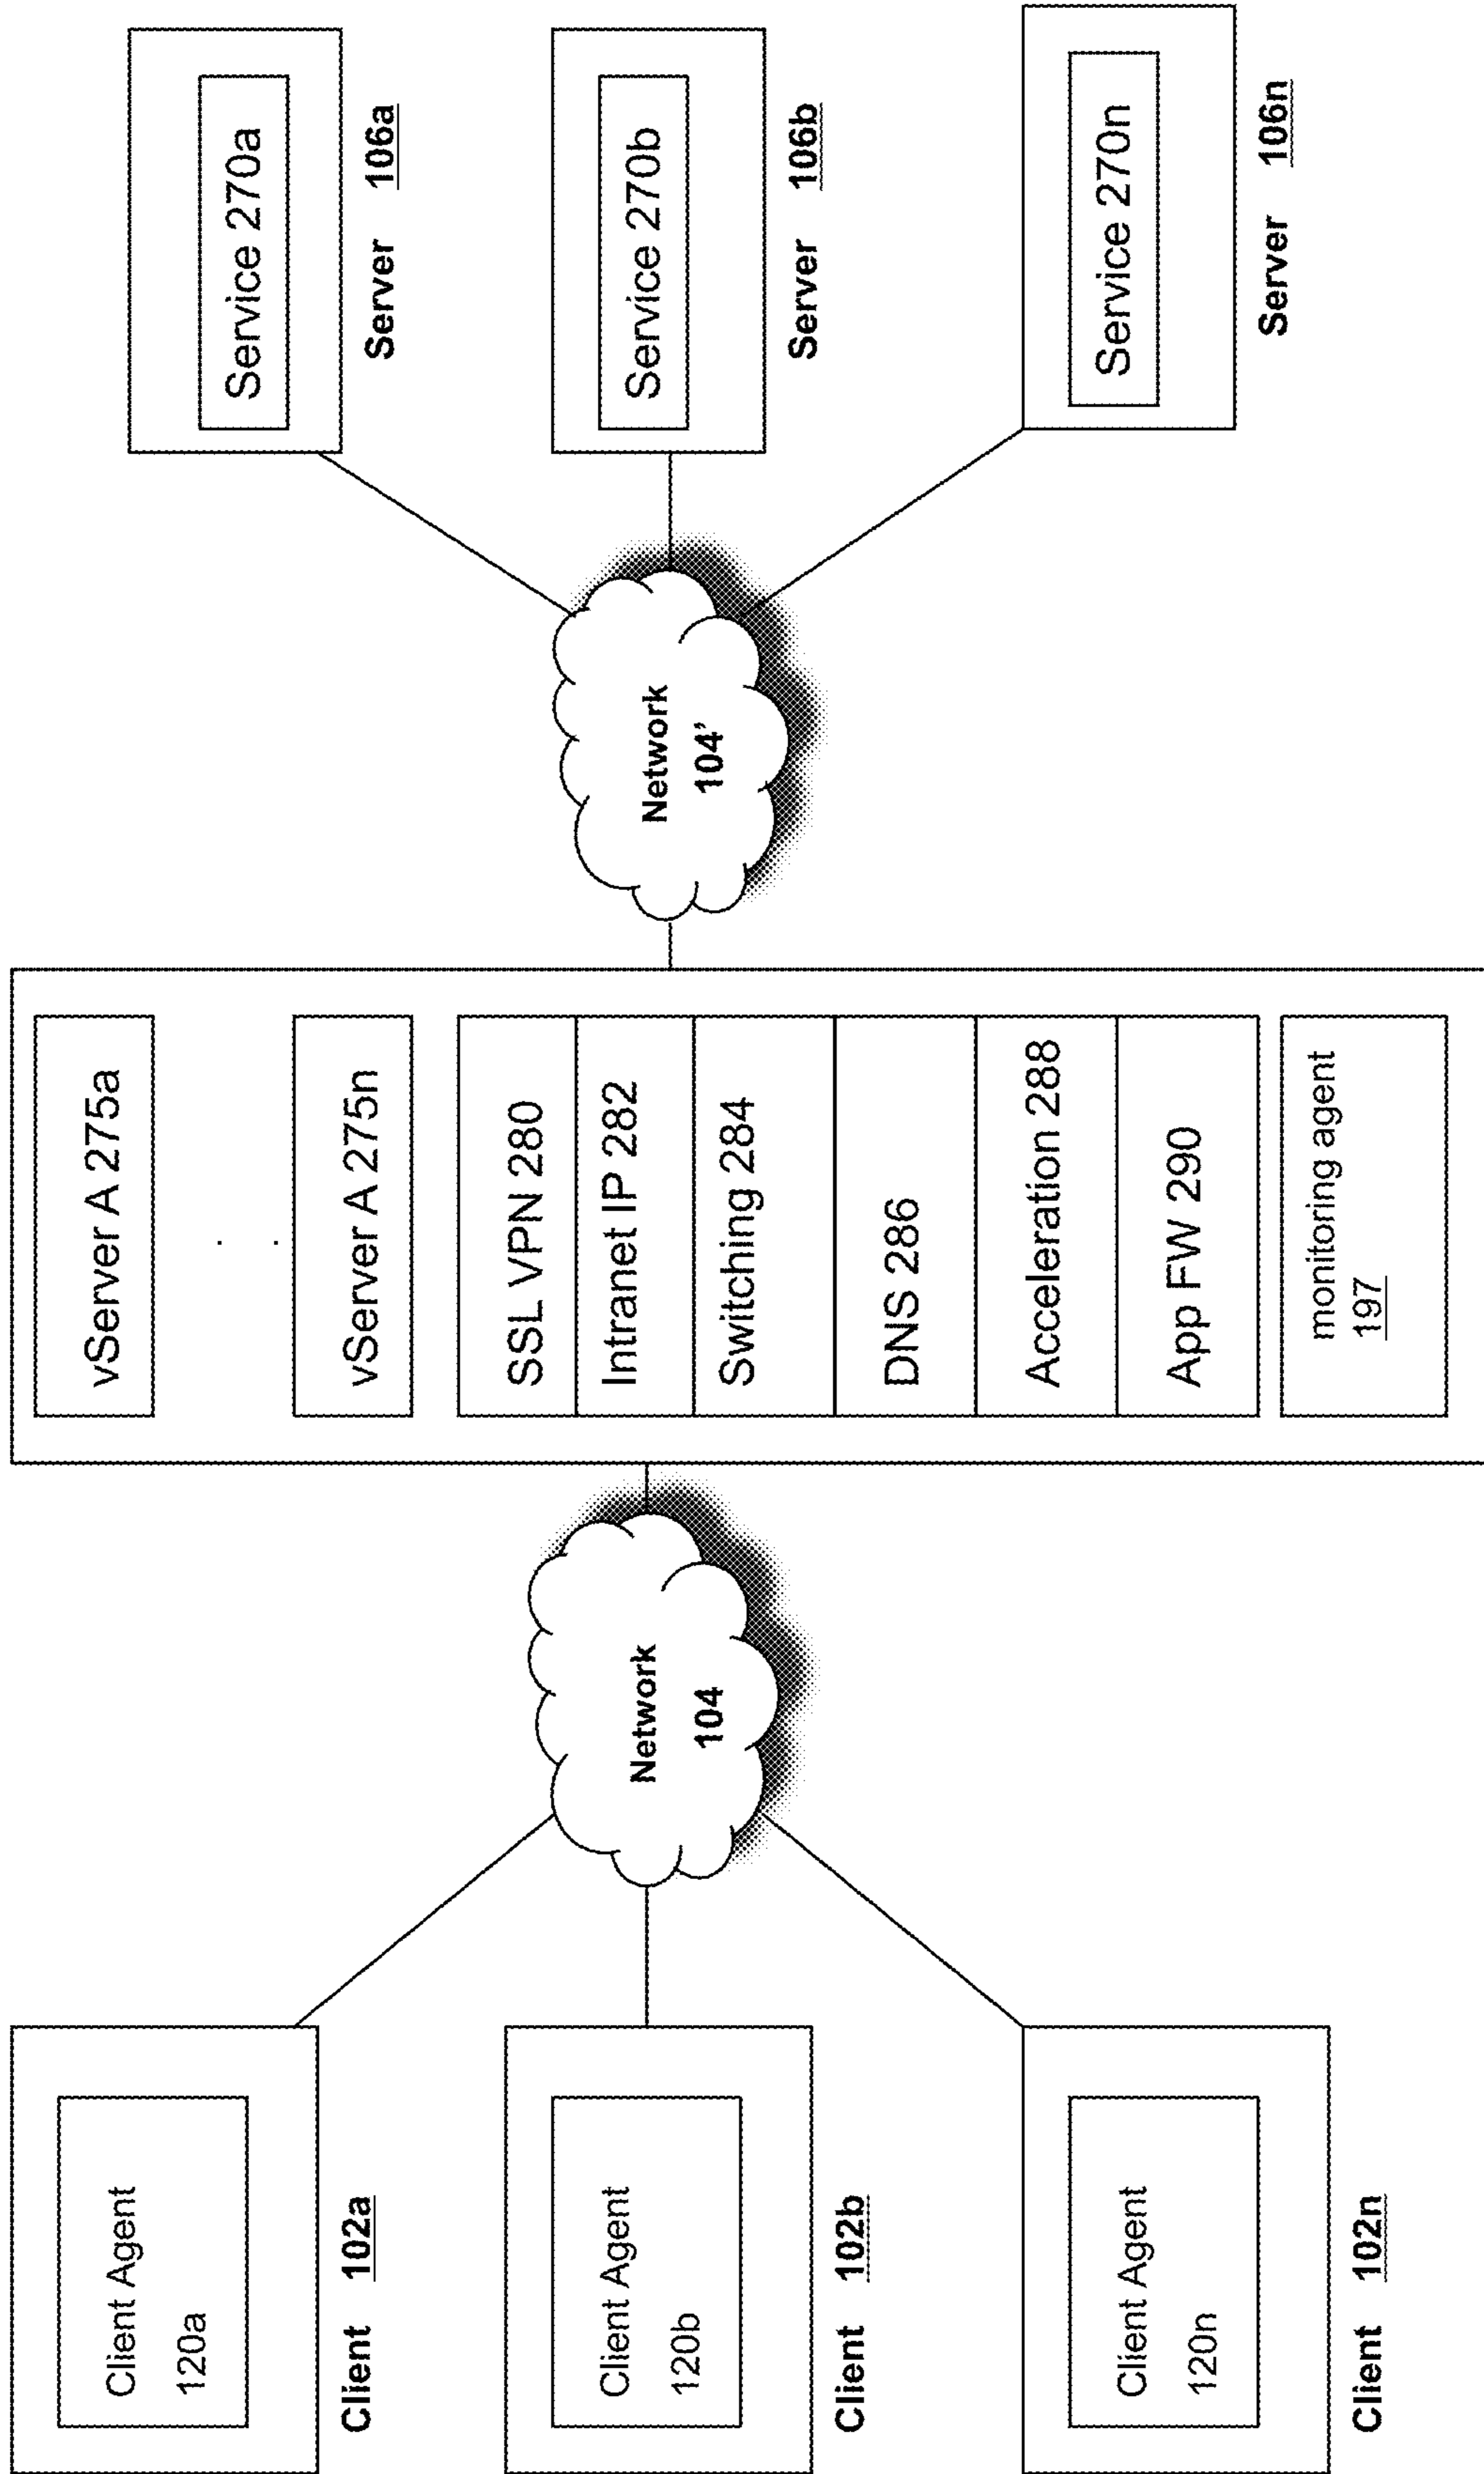 Client Agent
120a
Client 102a
Client Agent
120b
Client 102b
Client Agent
120n
Client 102n
Network
104
vServer A 275a
.
.
vServer A 275n
SSL VPN 280
Intranet IP 282
Switching 284
DNS 286
Acceleration 288
App FW 290
monitoring agent
197
Network
104'
Service 270a
Server 106a
Service 270b
Server 106b
Service 270n
Server 106n